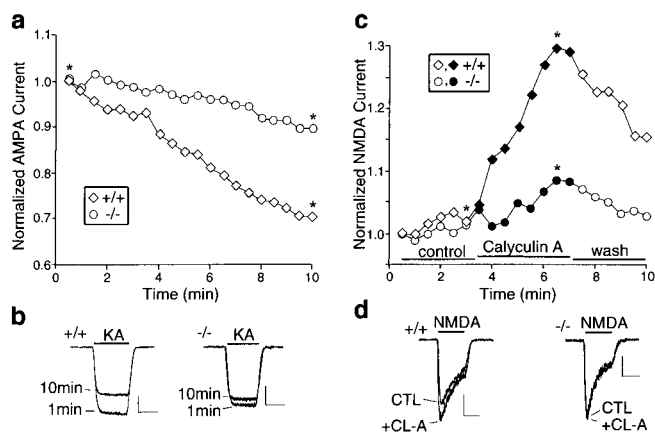 a
*
1.1
1.0
0.9
0.8
0.7
0.6
Normalized AMPA Current
◇ +/+
○ -/-
*
*
0 2 4 6 8 10
Time (min)
b
+/+ KA
10min
1min
-/- KA
10min
1min
c
1.3
1.2
1.1
1.0
0
Normalized NMDA Current
◇,◆ +/+
○,● -/-
*
*
*
control Calyculin A wash
0 2 4 6 8 10
Time (min)
d
+/+ NMDA
CTL
+CL-A
-/- NMDA
CTL
+CL-A